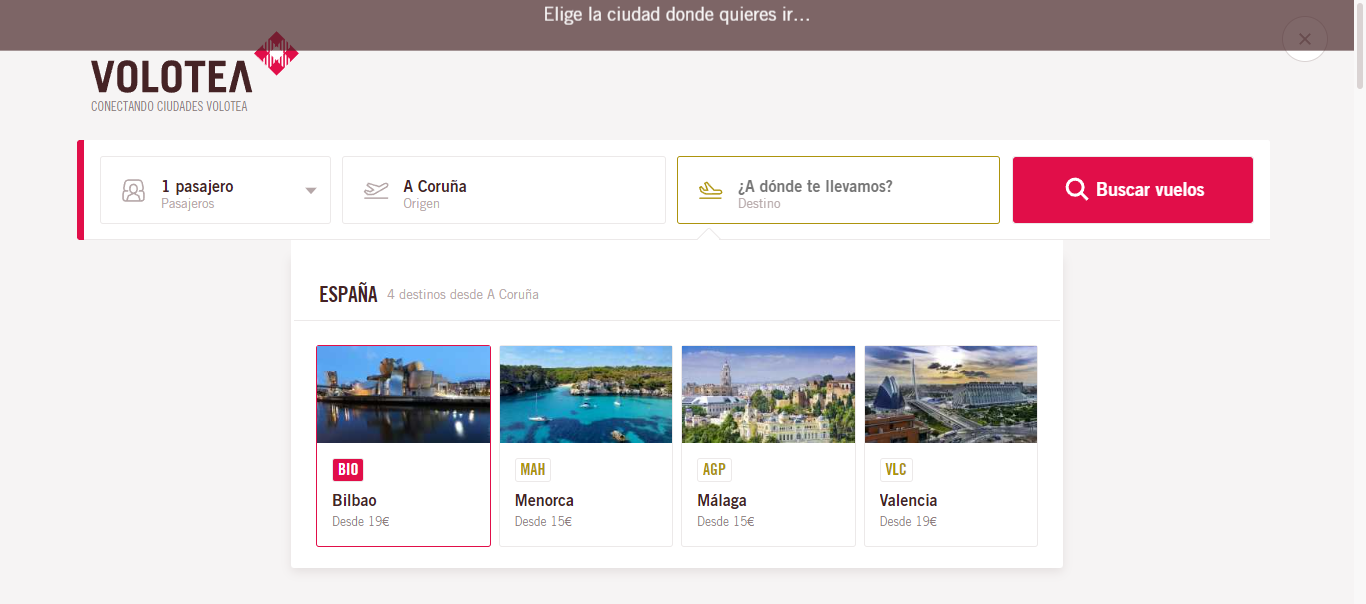 Elige la ciudad donde quieres ir...
VOLOTEA
CONECTANDO CIUDADES VOLOTEA
1 pasajero
Pasajeros
A Coruña
Origen
¿A dónde te llevamos?
Destino
Buscar vuelos
ESPAÑA 4 destinos desde A Coruña
BIO
Bilbao
Desde 19€
MAH
Menorca
Desde 15€
AGP
Málaga
Desde 15€
VLC
Valencia
Desde 19€